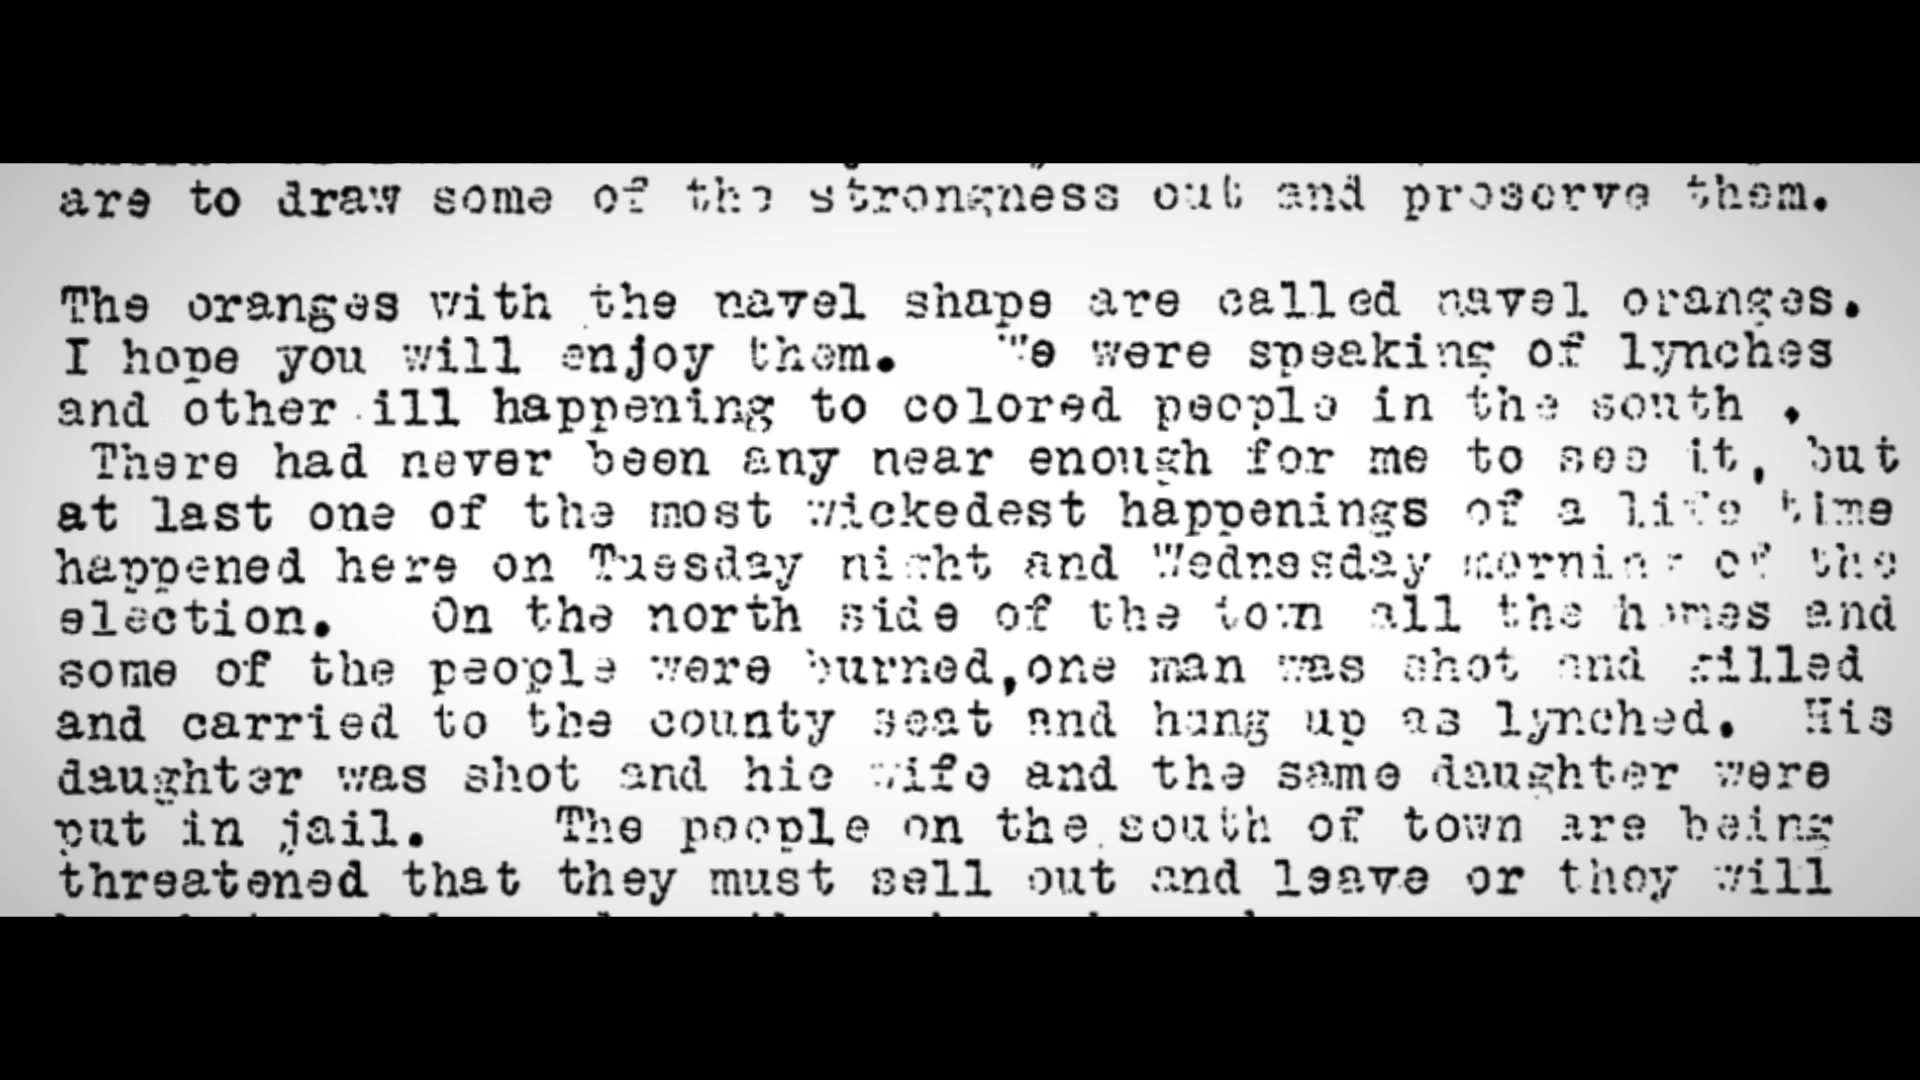 are to draw some of the strongness out and preserve them.
The oranges with the navel shape are called navel oranges.
I hope you will enjoy them. We were speaking of lynches
and other ill happening to colored people in the south .
There had never been any near enough for me to see it, but
at last one of the most wickedest happenings of a life time
happened here on Tuesday night and Wednesday morning of the
election. On the north side of the town all the homes and
some of the people were burned,one man was shot and killed
and carried to the county seat and hung up as lynched. His
daughter was shot and hic wife and the same daughter were
put in jail. The people on the south of town are being
threatened that they must sell out and leave or they will